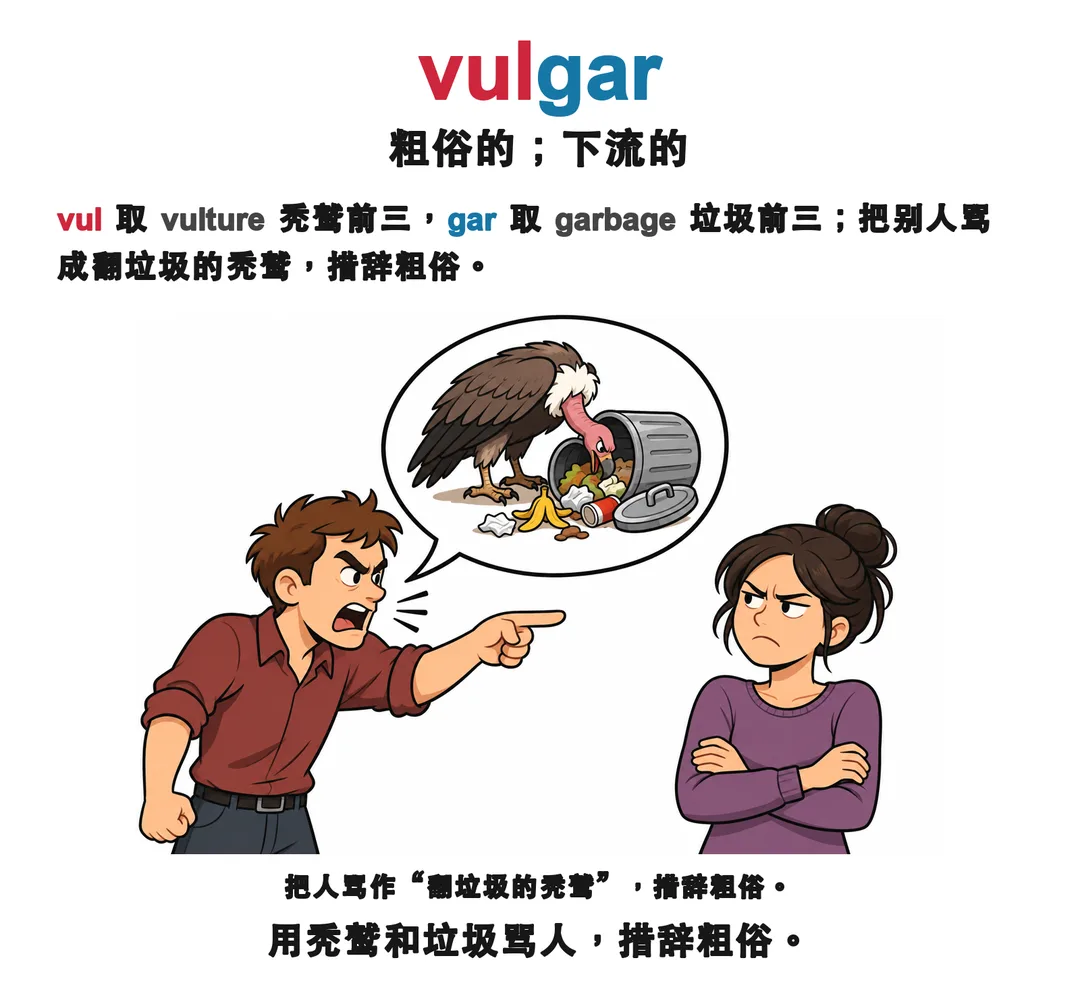 vulgar
粗俗的；下流的
vul 取 vulture 秃鹫前三，gar 取 garbage 垃圾前三；把别人骂
成翻垃圾的秃鹫，措辞粗俗。
把人骂作“翻垃圾的秃鹫”，措辞粗俗。
用秃鹫和垃圾骂人，措辞粗俗。